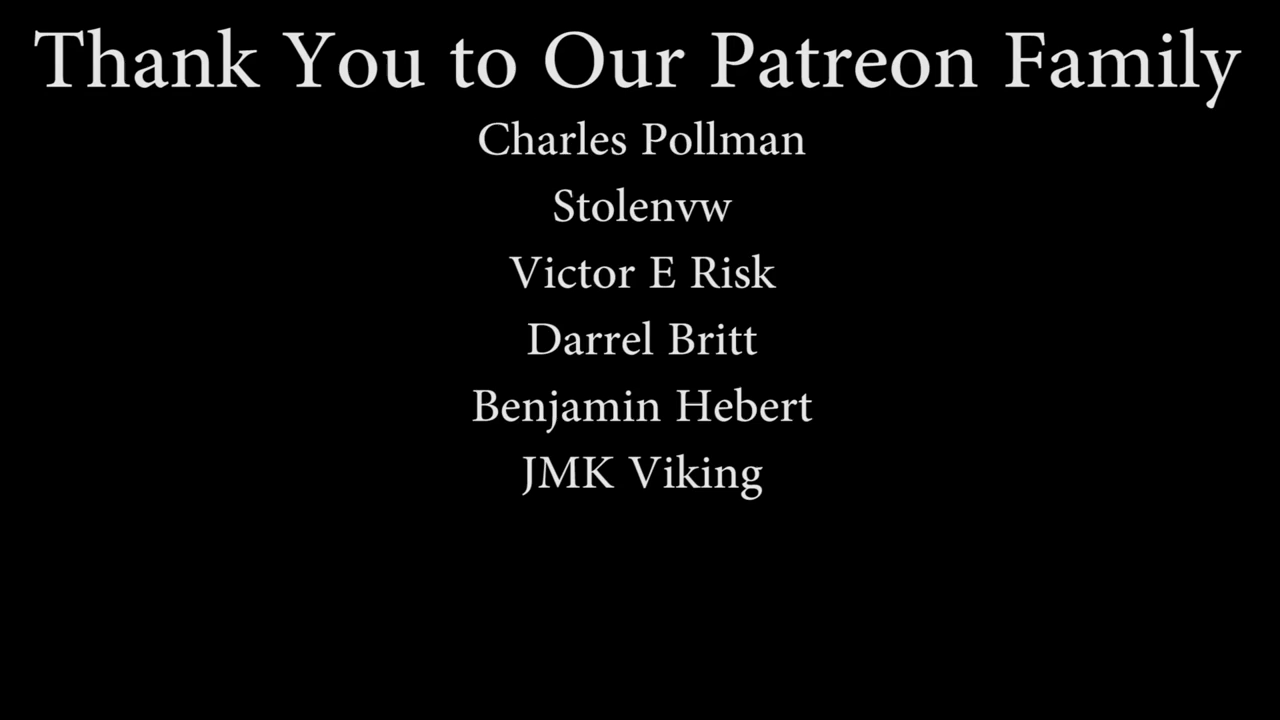 Thank You to Our Patreon Family
Charles Pollman
Stolenvw
Victor E Risk
Darrel Britt
Benjamin Hebert
JMK Viking